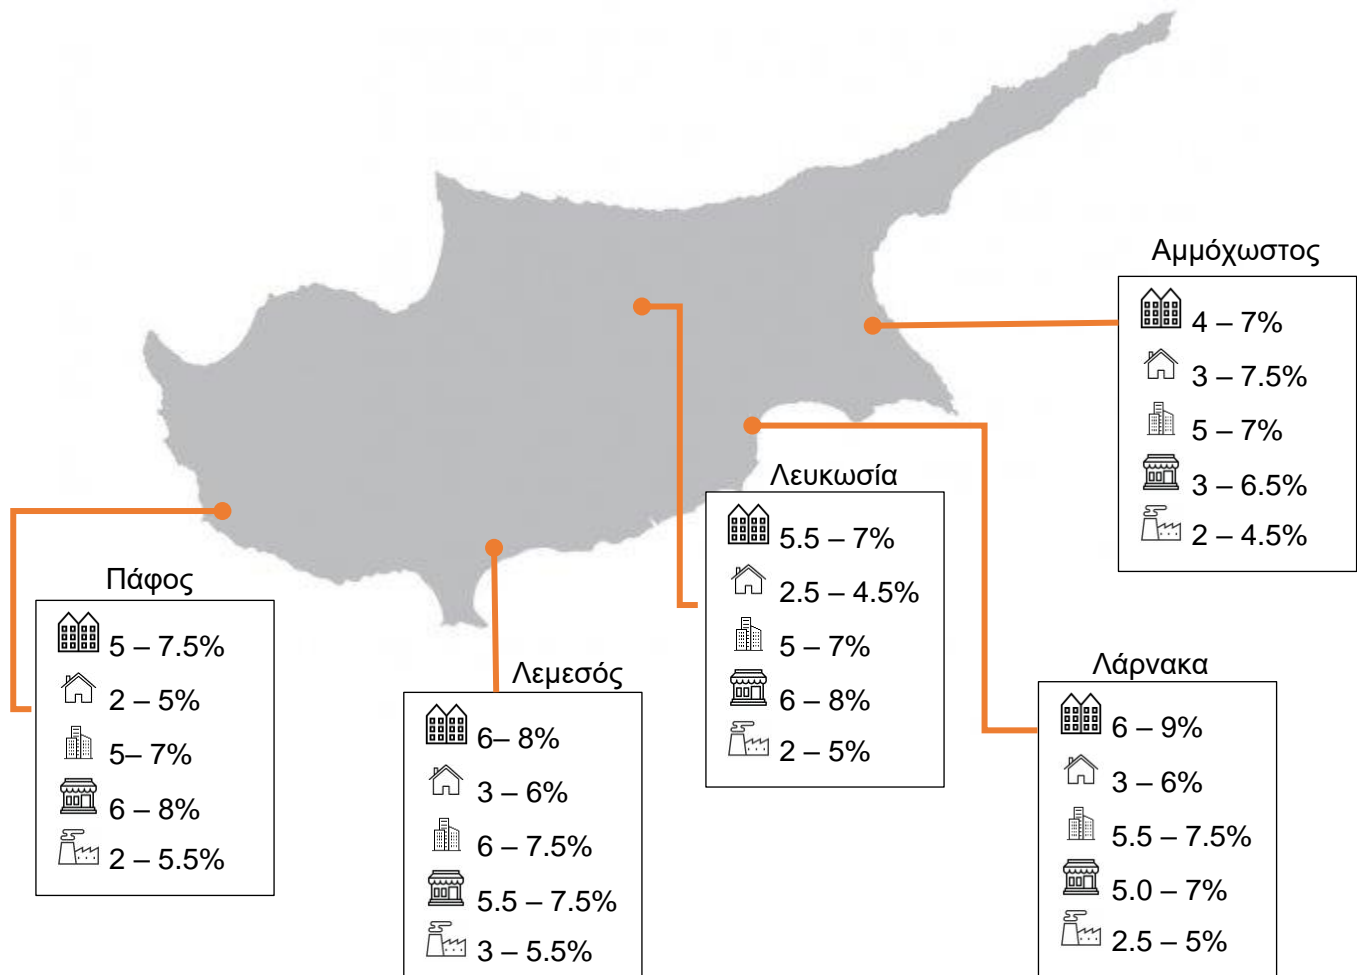 Αμμόχωστος
4 – 7%
3 – 7.5%
5 – 7%
3 – 6.5%
2 – 4.5%
Λευκωσία
5.5 – 7%
2.5 – 4.5%
5 – 7%
6 – 8%
2 – 5%
Πάφος
5 – 7.5%
2 – 5%
5– 7%
6 – 8%
2 – 5.5%
Λεμεσός
6– 8%
3 – 6%
6 – 7.5%
5.5 – 7.5%
3 – 5.5%
Λάρνακα
6 – 9%
3 – 6%
5.5 – 7.5%
5.0 – 7%
2.5 – 5%